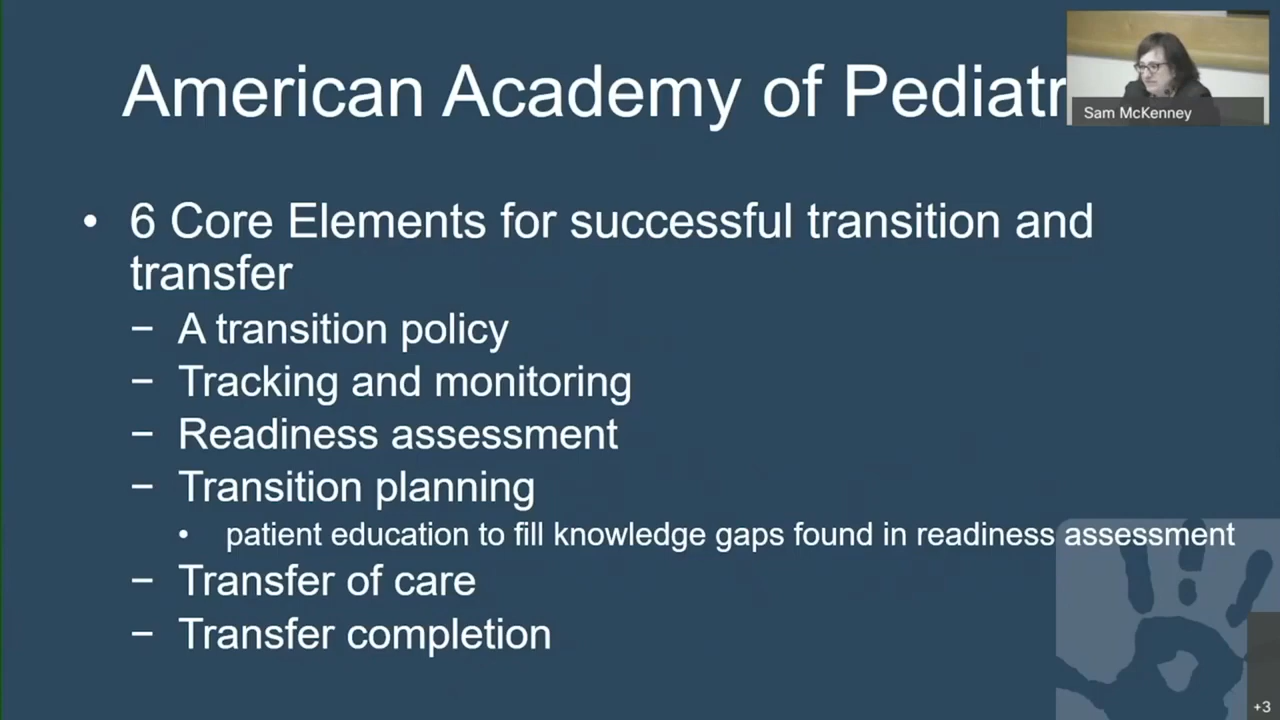 American Academy of Pediatr
Sam McKenney
• 6 Core Elements for successful transition and
transfer
− A transition policy
− Tracking and monitoring
− Readiness assessment
− Transition planning
• patient education to fill knowledge gaps found in readiness assessment
− Transfer of care
− Transfer completion
+3